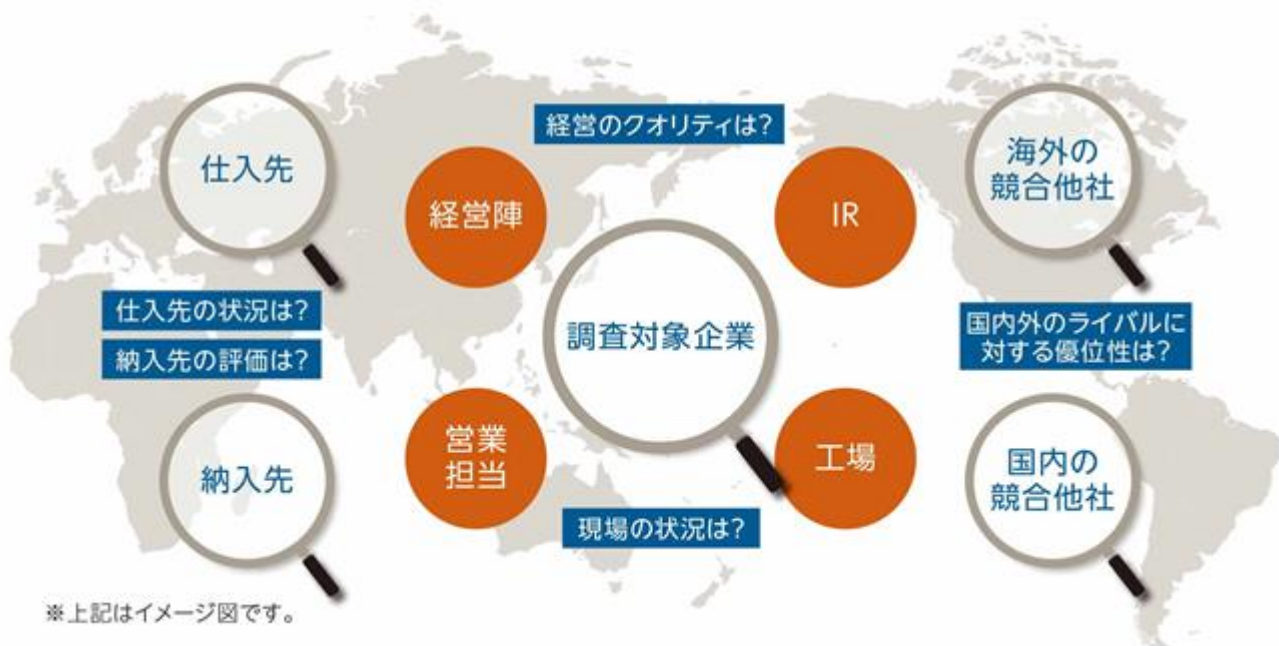 経営のクオリティは?
仕入先
経営陣
IR
海外の
競合他社
仕入先の状況は?
納入先の評価は?
調査対象企業
国内外のライバルに
対する優位性は?
納入先
営業
担当
工場
国内の
競合他社
現場の状況は?
※上記はイメージ図です。